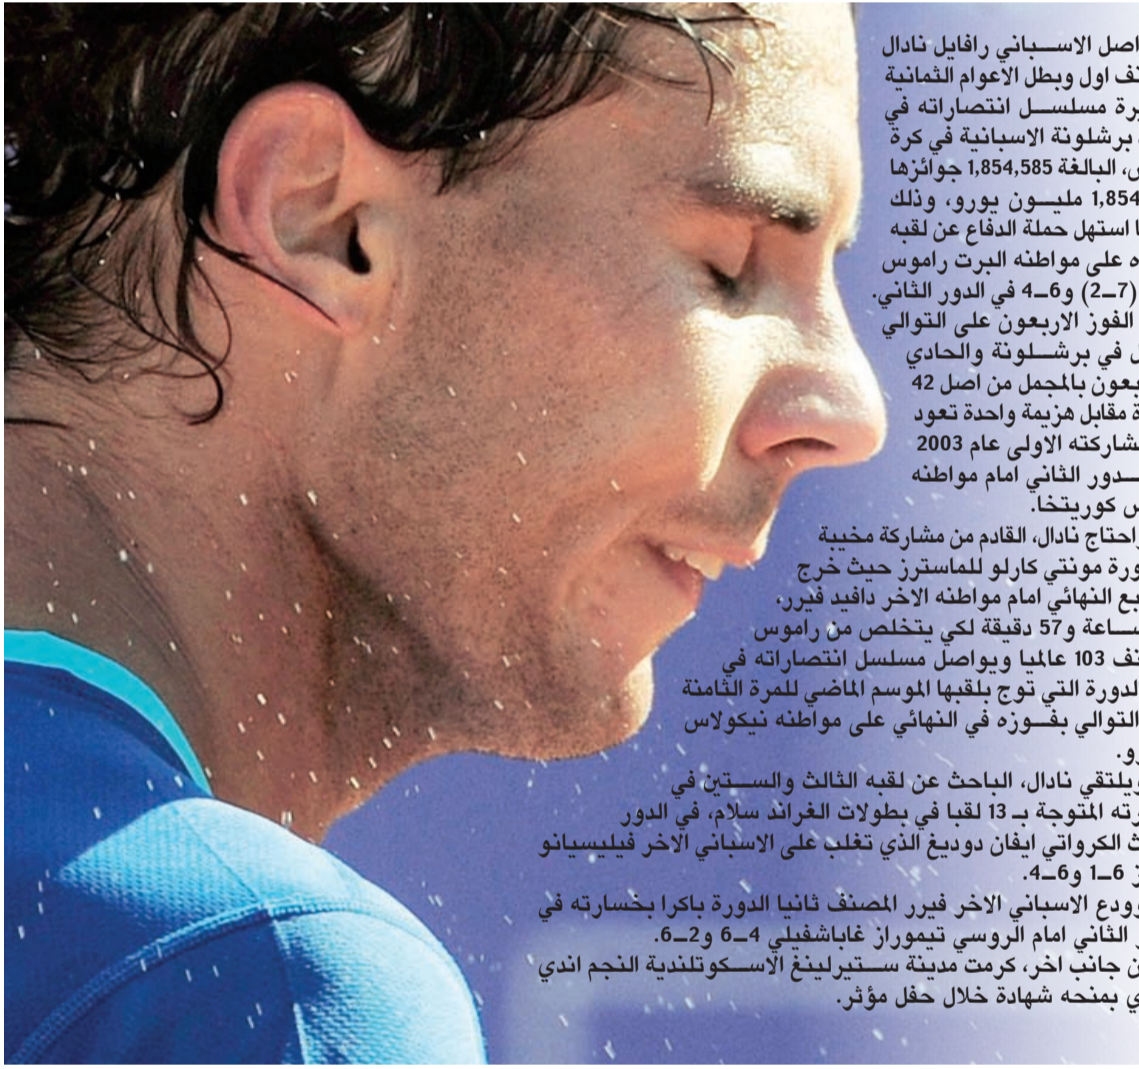 اصل الاسباني رافايل نادال
نف اول وبطل الاعوام الثمانية
يرة مسلسل انتصاراته في
برشلونة الاسبانية في كرة
س، البالغة 1,854,585 جوائزها
1,854 مليون يورو، وذلك
ا استهل حملة الدفاع عن لقبه
ه على مواطنه البرت راموس
(7-2) و6-4 في الدور الثاني.
الفوز الاربعون على التوالي
ل في برشلونة والحادي
بعون بالمجمل من اصل 42
ة مقابل هزيمة واحدة تعود
شاركته الاولى عام 2003
ـدور الثاني امام مواطنه
س كوريتخا.
احتاج نادال، القادم من مشاركة مخيبة
ورة مونتي كارلو للماسترز حيث خرج
بع النهائي امام مواطنه الاخر دافيد فيرر،
ساعة و57 دقيقة لكي يتخلص من راموس
نف 103 عالميا ويواصل مسلسل انتصاراته في
لدورة التي توج بلقبها الموسم الماضي للمرة الثامنة
التوالي بفوزه في النهائي على مواطنه نيكولاس
رو.
ويلتقي نادال، الباحث عن لقبه الثالث والستين في
رته المتوجة بـ 13 لقبا في بطولات الغراند سلام، في الدور
ث الكرواتي ايفان دوديغ الذي تغلب على الاسباني الاخر فيليسيانو
ز 6-1 و6-4.
وودع الاسباني الاخر فيرر المصنف ثانيا الدورة باكرا بخسارته في
ر الثاني امام الروسي تيموراز غاباشفيلي 4-6 و2-6.
ن جانب اخر، كرمت مدينة ستيرلينغ الاسكوتلندية النجم اندي
ي بمنحه شهادة خلال حفل مؤثر.